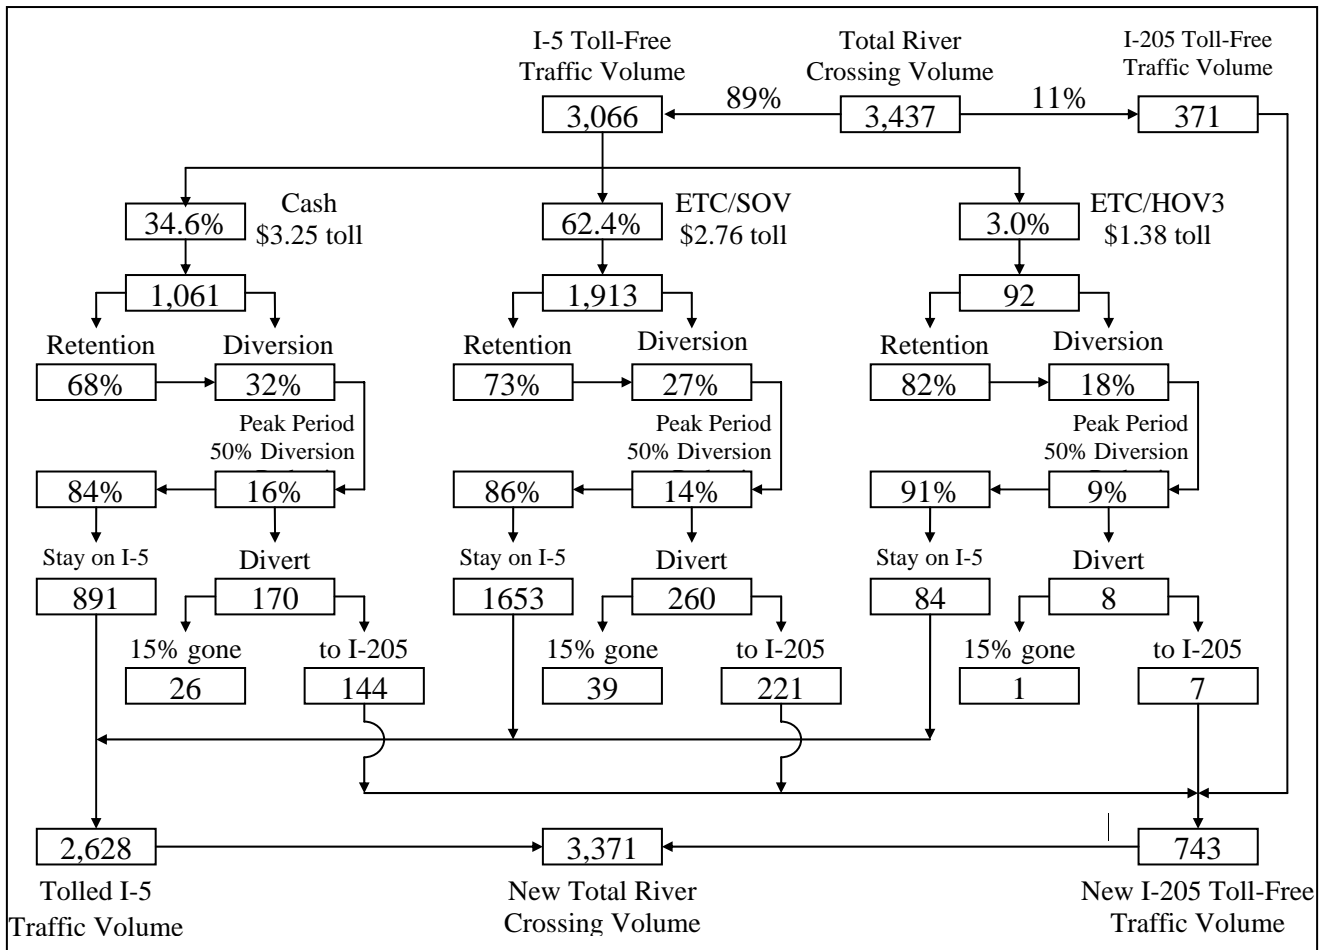 I-5 Toll-Free
Traffic Volume
Total River
Crossing Volume
I-205 Toll-Free
Traffic Volume
3,066
89%
3,437
11%
371
34.6%
Cash
$3.25 toll
62.4%
ETC/SOV
$2.76 toll
3.0%
ETC/HOV3
$1.38 toll
1,061
1,913
92
Retention
Diversion
Retention
Diversion
Retention
Diversion
68%
32%
73%
27%
82%
18%
Peak Period
50% Diversion
Peak Period
50% Diversion
Peak Period
50% Diversion
84%
16%
86%
14%
91%
9%
Stay on I-5
Divert
Stay on I-5
Divert
Stay on I-5
Divert
891
170
1653
260
84
8
15% gone
to I-205
15% gone
to I-205
15% gone
to I-205
26
144
39
221
1
7
2,628
3,371
743
Tolled I-5
Traffic Volume
New Total River
Crossing Volume
New I-205 Toll-Free
Traffic Volume